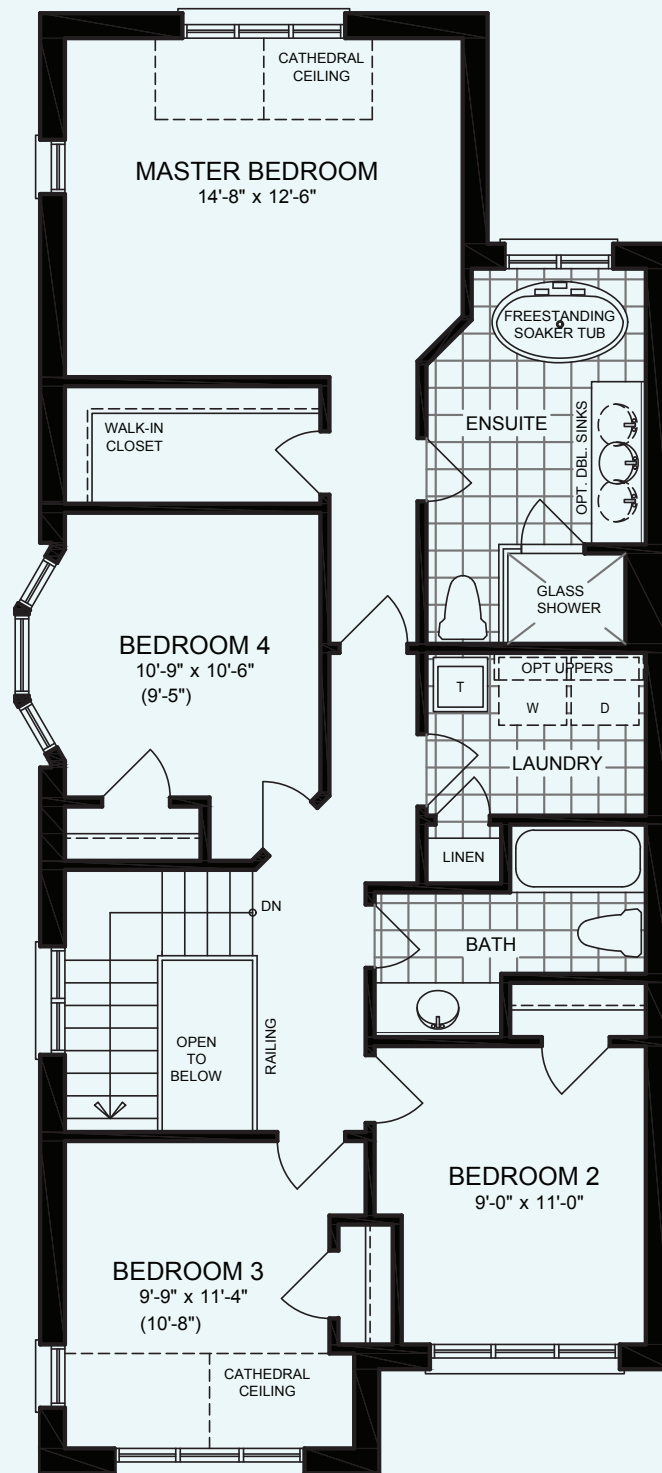 CATHEDRAL
CEILING
MASTER BEDROOM
14'-8" x 12'-6"
FREESTANDING
SOAKER TUB
WALK-IN
CLOSET
ENSUITE
OPT. DBL. SINKS
GLASS
SHOWER
BEDROOM 4
10'-9" x 10'-6"
(9'-5")
OPT UPPERS
T
W
D
LAUNDRY
LINEN
DN
BATH
OPEN
TO
BELOW
RAILING
BEDROOM 2
9'-0" x 11'-0"
BEDROOM 3
9'-9" x 11'-4"
(10'-8")
CATHEDRAL
CEILING